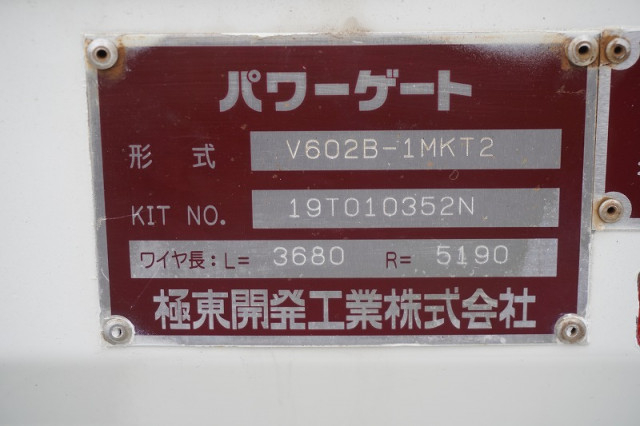 パワーゲート
形式 V602B-1MKT2
KIT NO. 19T010352N
ワイヤ長:L= 3680 R= 5190
極東開発工業株式会社